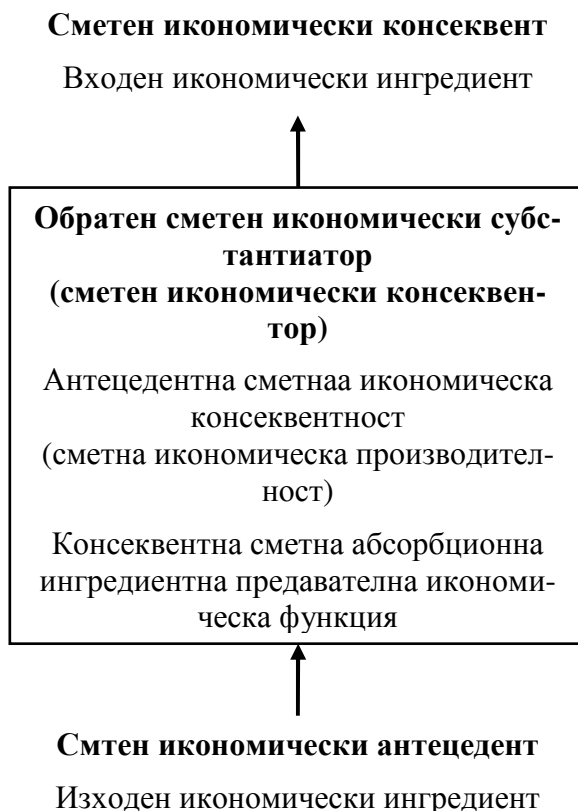 Сметен икономически консеквент
Входен икономически ингредиент
Обратен сметен икономически субс-
тантиатор
(сметен икономически консеквен-
тор)
Антецедентна сметнаа икономическа
консеквентност
(сметна икономическа производител-
ност)
Консеквентна сметна абсорбционна
ингредиентна предавателна икономи-
ческа функция
Смтен икономически антецедент
Изходен икономически ингредиент